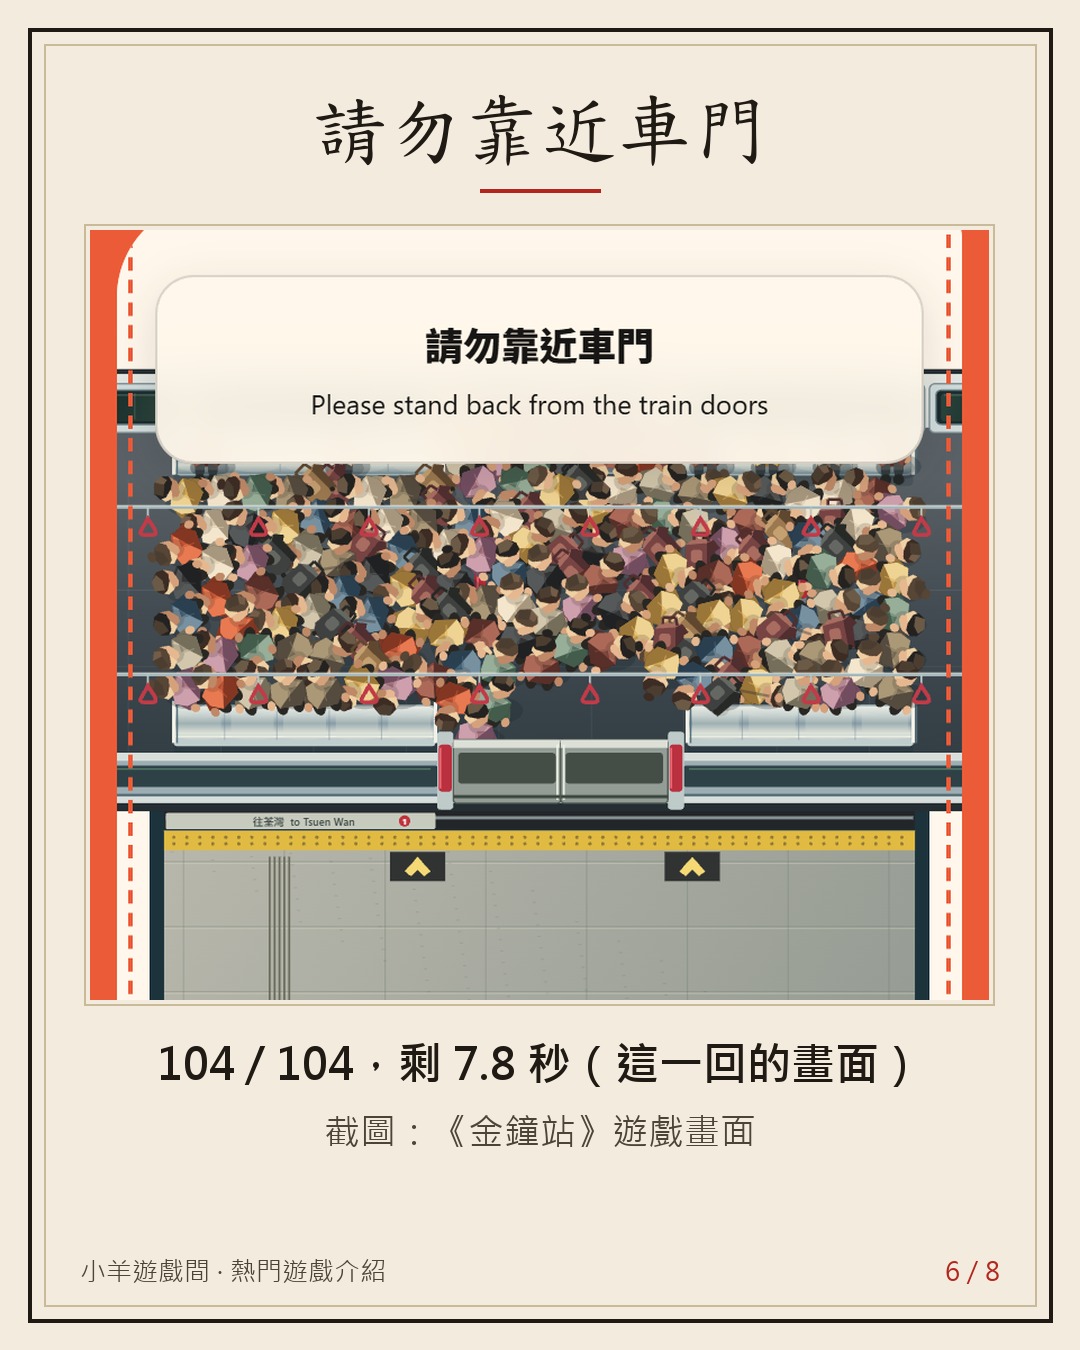 請勿靠近車門
請勿靠近車門
Please stand back from the train doors
往荃灣 to Tsuen Wan 1
104 / 104，剩 7.8 秒（這一回的畫面）
截圖：《金鐘站》遊戲畫面
小羊遊戲間 · 熱門遊戲介紹
6 / 8